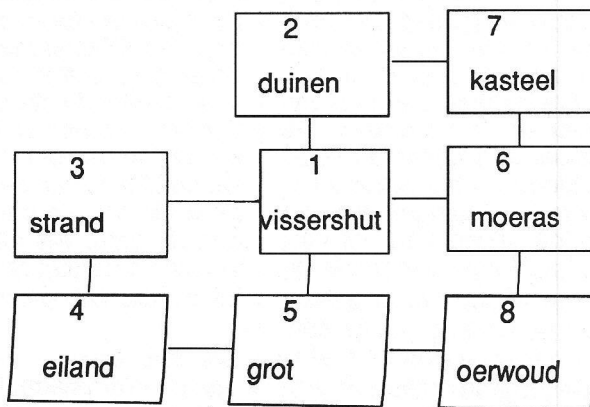 2
duinen
7
kasteel
3
strand
1
vissershut
6
moeras
4
eiland
5
grot
8
oerwoud